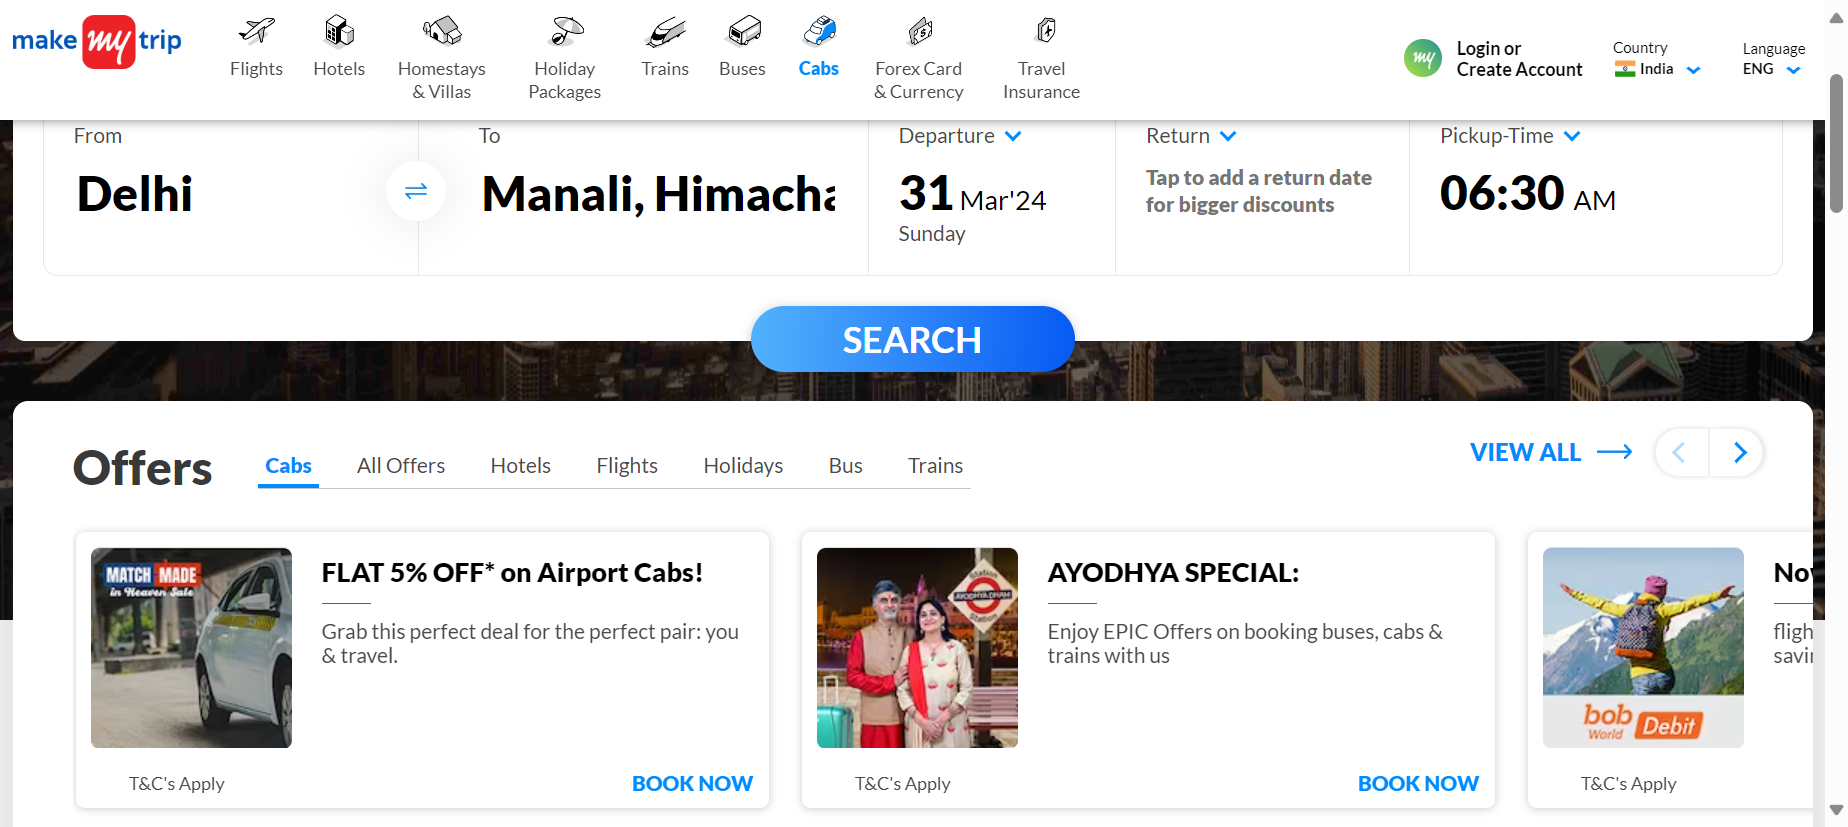 make my trip
Flights
Hotels
Homestays
& Villas
Holiday
Packages
Trains
Buses
Cabs
Forex Card
& Currency
Travel
Insurance
my
Login or
Create Account
Country
India
Language
ENG
From
Delhi
To
Manali, Himacha
Departure
31 Mar'24
Sunday
Return
Tap to add a return date
for bigger discounts
Pickup-Time
06:30 AM
SEARCH
Offers
Cabs
All Offers
Hotels
Flights
Holidays
Bus
Trains
VIEW ALL
MATCH MADE
in Heaven Sale
FLAT 5% OFF* on Airport Cabs!
Grab this perfect deal for the perfect pair: you
& travel.
T&C's Apply
BOOK NOW
Station
AYODHYA DHAM
Station
AYODHYA SPECIAL:
Enjoy EPIC Offers on booking buses, cabs &
trains with us
T&C's Apply
BOOK NOW
bob
World
Debit
No
fligh
savi
T&C's Apply